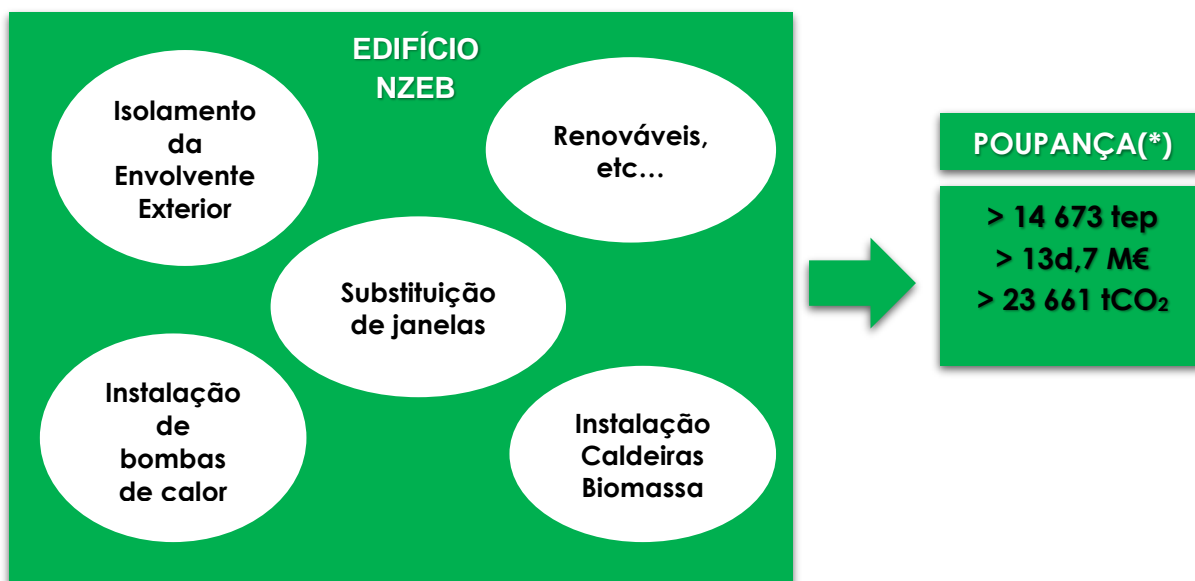 EDIFÍCIO
NZEB
Isolamento
da
Envolvente
Exterior
Renováveis,
etc…
Substituição
de janelas
Instalação
de
bombas
de calor
Instalação
Caldeiras
Biomassa
POUPANÇA(*)
> 14 673 tep
> 13d,7 M€
> 23 661 tCO₂